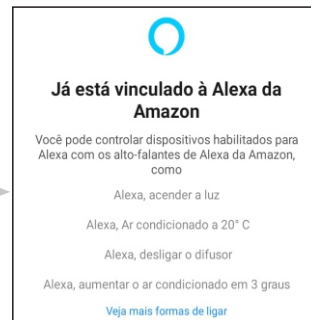 Já está vinculado à Alexa da
Amazon
Você pode controlar dispositivos habilitados para
Alexa com os alto-falantes de Alexa da Amazon,
como
Alexa, acender a luz
Alexa, Ar condicionado a 20° C
Alexa, desligar o difusor
Alexa, aumentar o ar condicionado em 3 graus
Veja mais formas de ligar